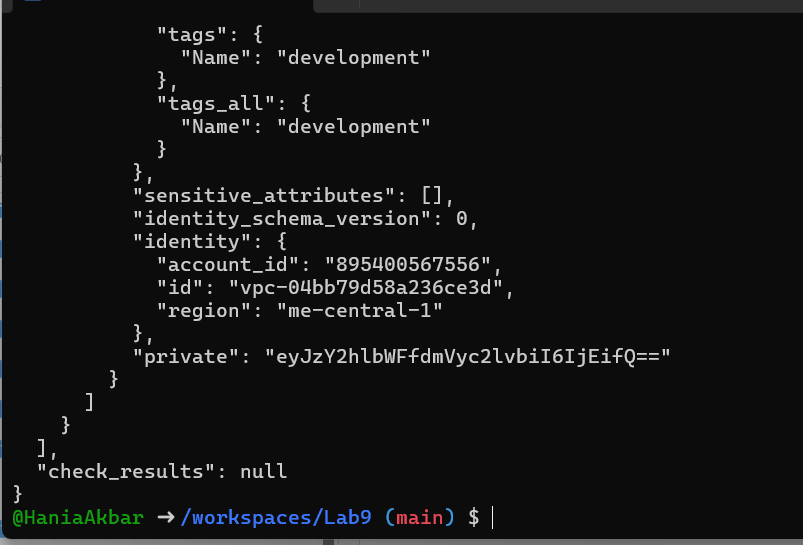 "tags": {
"Name": "development"
},
"tags_all": {
"Name": "development"
}
},
"sensitive_attributes": [],
"identity_schema_version": 0,
"identity": {
"account_id": "895400567556",
"id": "vpc-04bb79d58a236ce3d",
"region": "me-central-1"
},
"private": "eyJzY2hlbWFfdmVyc2lvbiI6IjEifQ=="
}
]
}
],
"check_results": null
}
@HaniaAkbar ➜ /workspaces/Lab9 (main) $